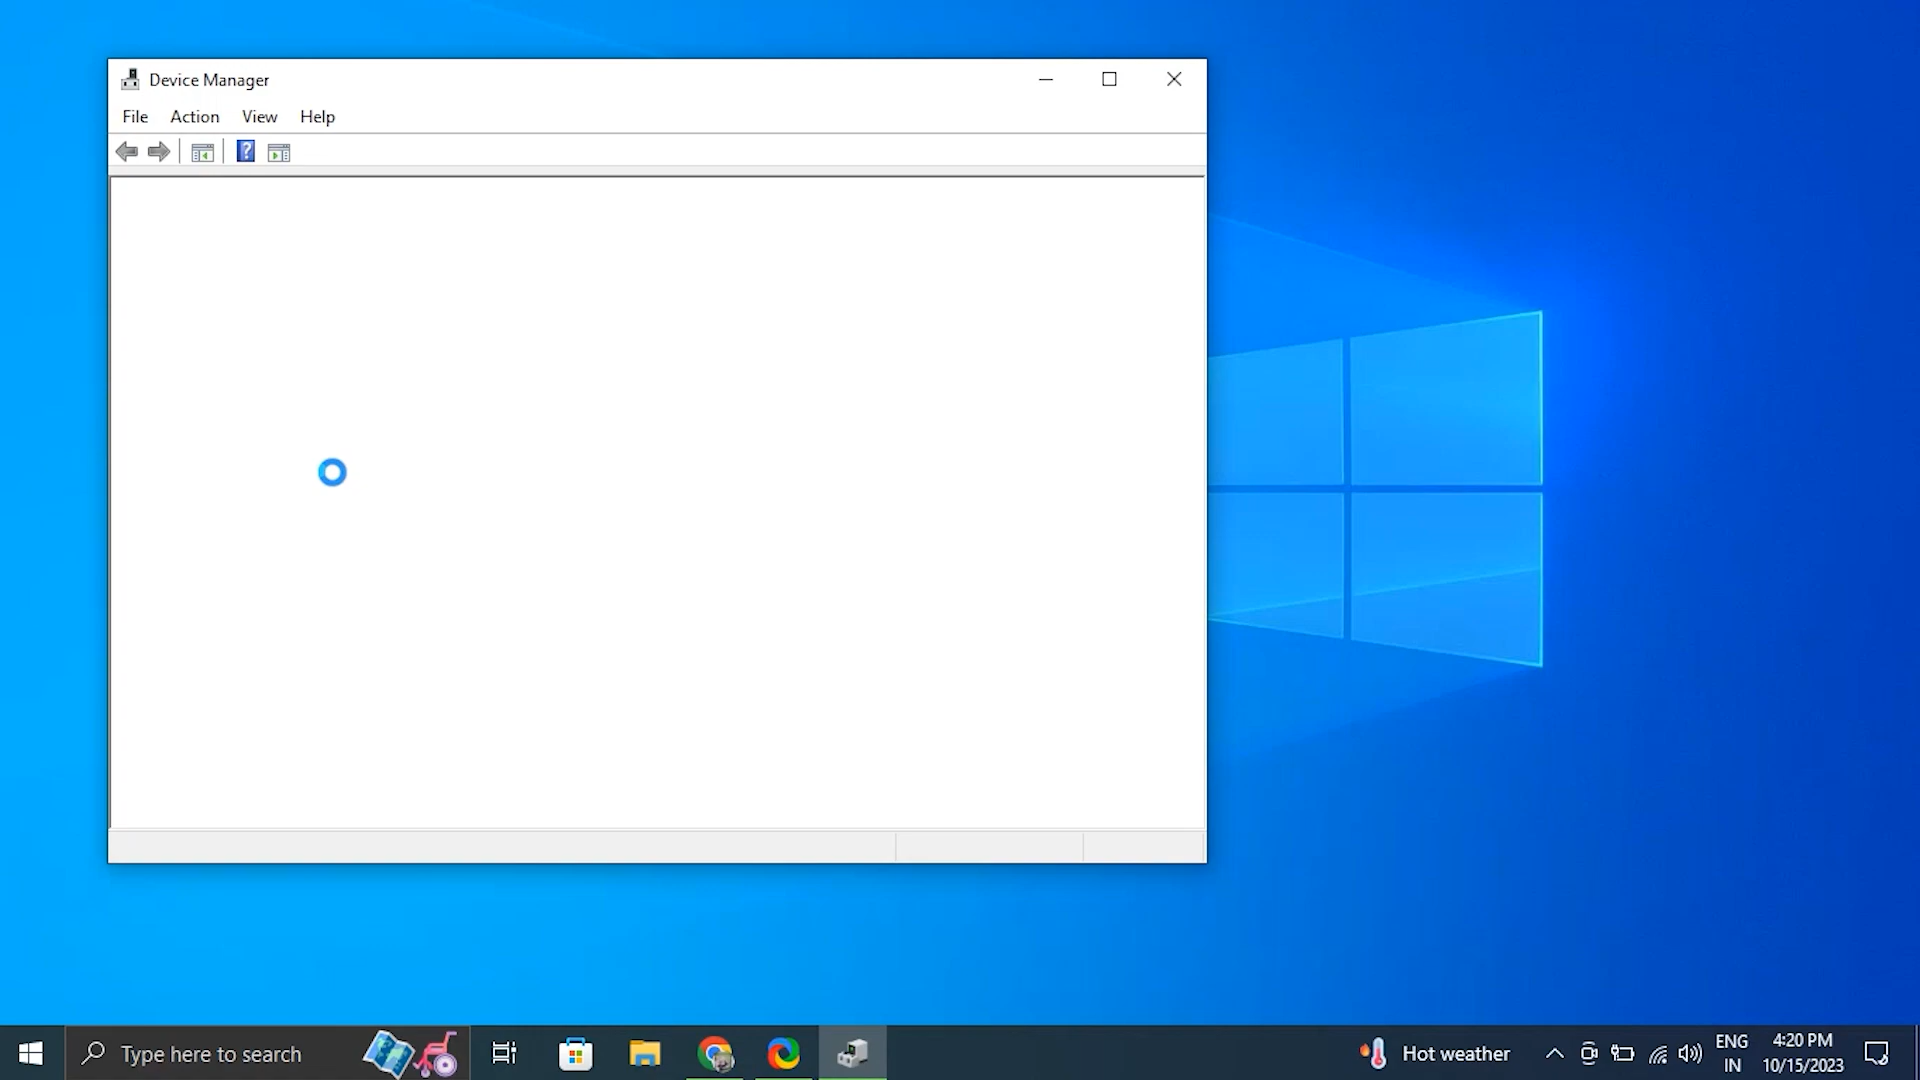 Device Manager
File Action View Help
?
Type here to search
Hot weather
ENG
IN
4:20 PM
10/15/2023